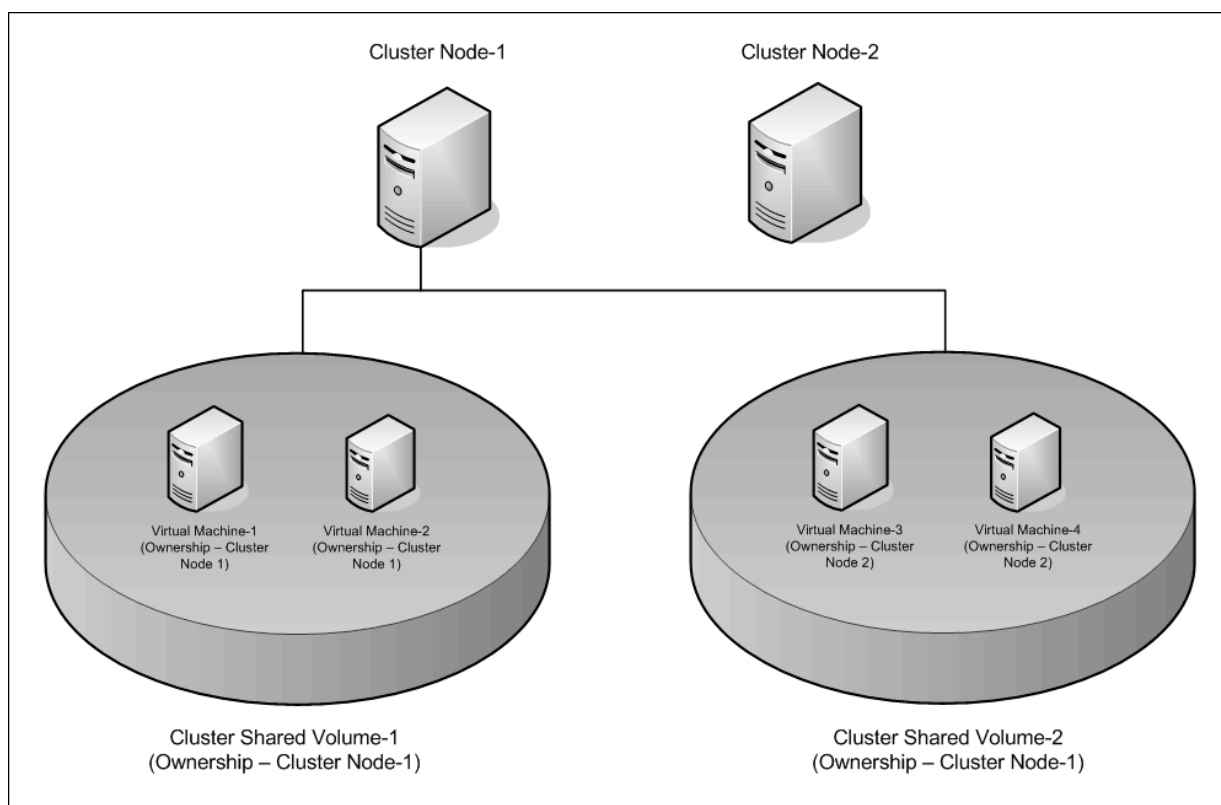 Cluster Node-1
Cluster Node-2
Virtual Machine-1
(Ownership – Cluster
Node 1)
Virtual Machine-2
(Ownership – Cluster
Node 1)
Virtual Machine-3
(Ownership – Cluster
Node 2)
Virtual Machine-4
(Ownership – Cluster
Node 2)
Cluster Shared Volume-1
(Ownership – Cluster Node-1)
Cluster Shared Volume-2
(Ownership – Cluster Node-1)